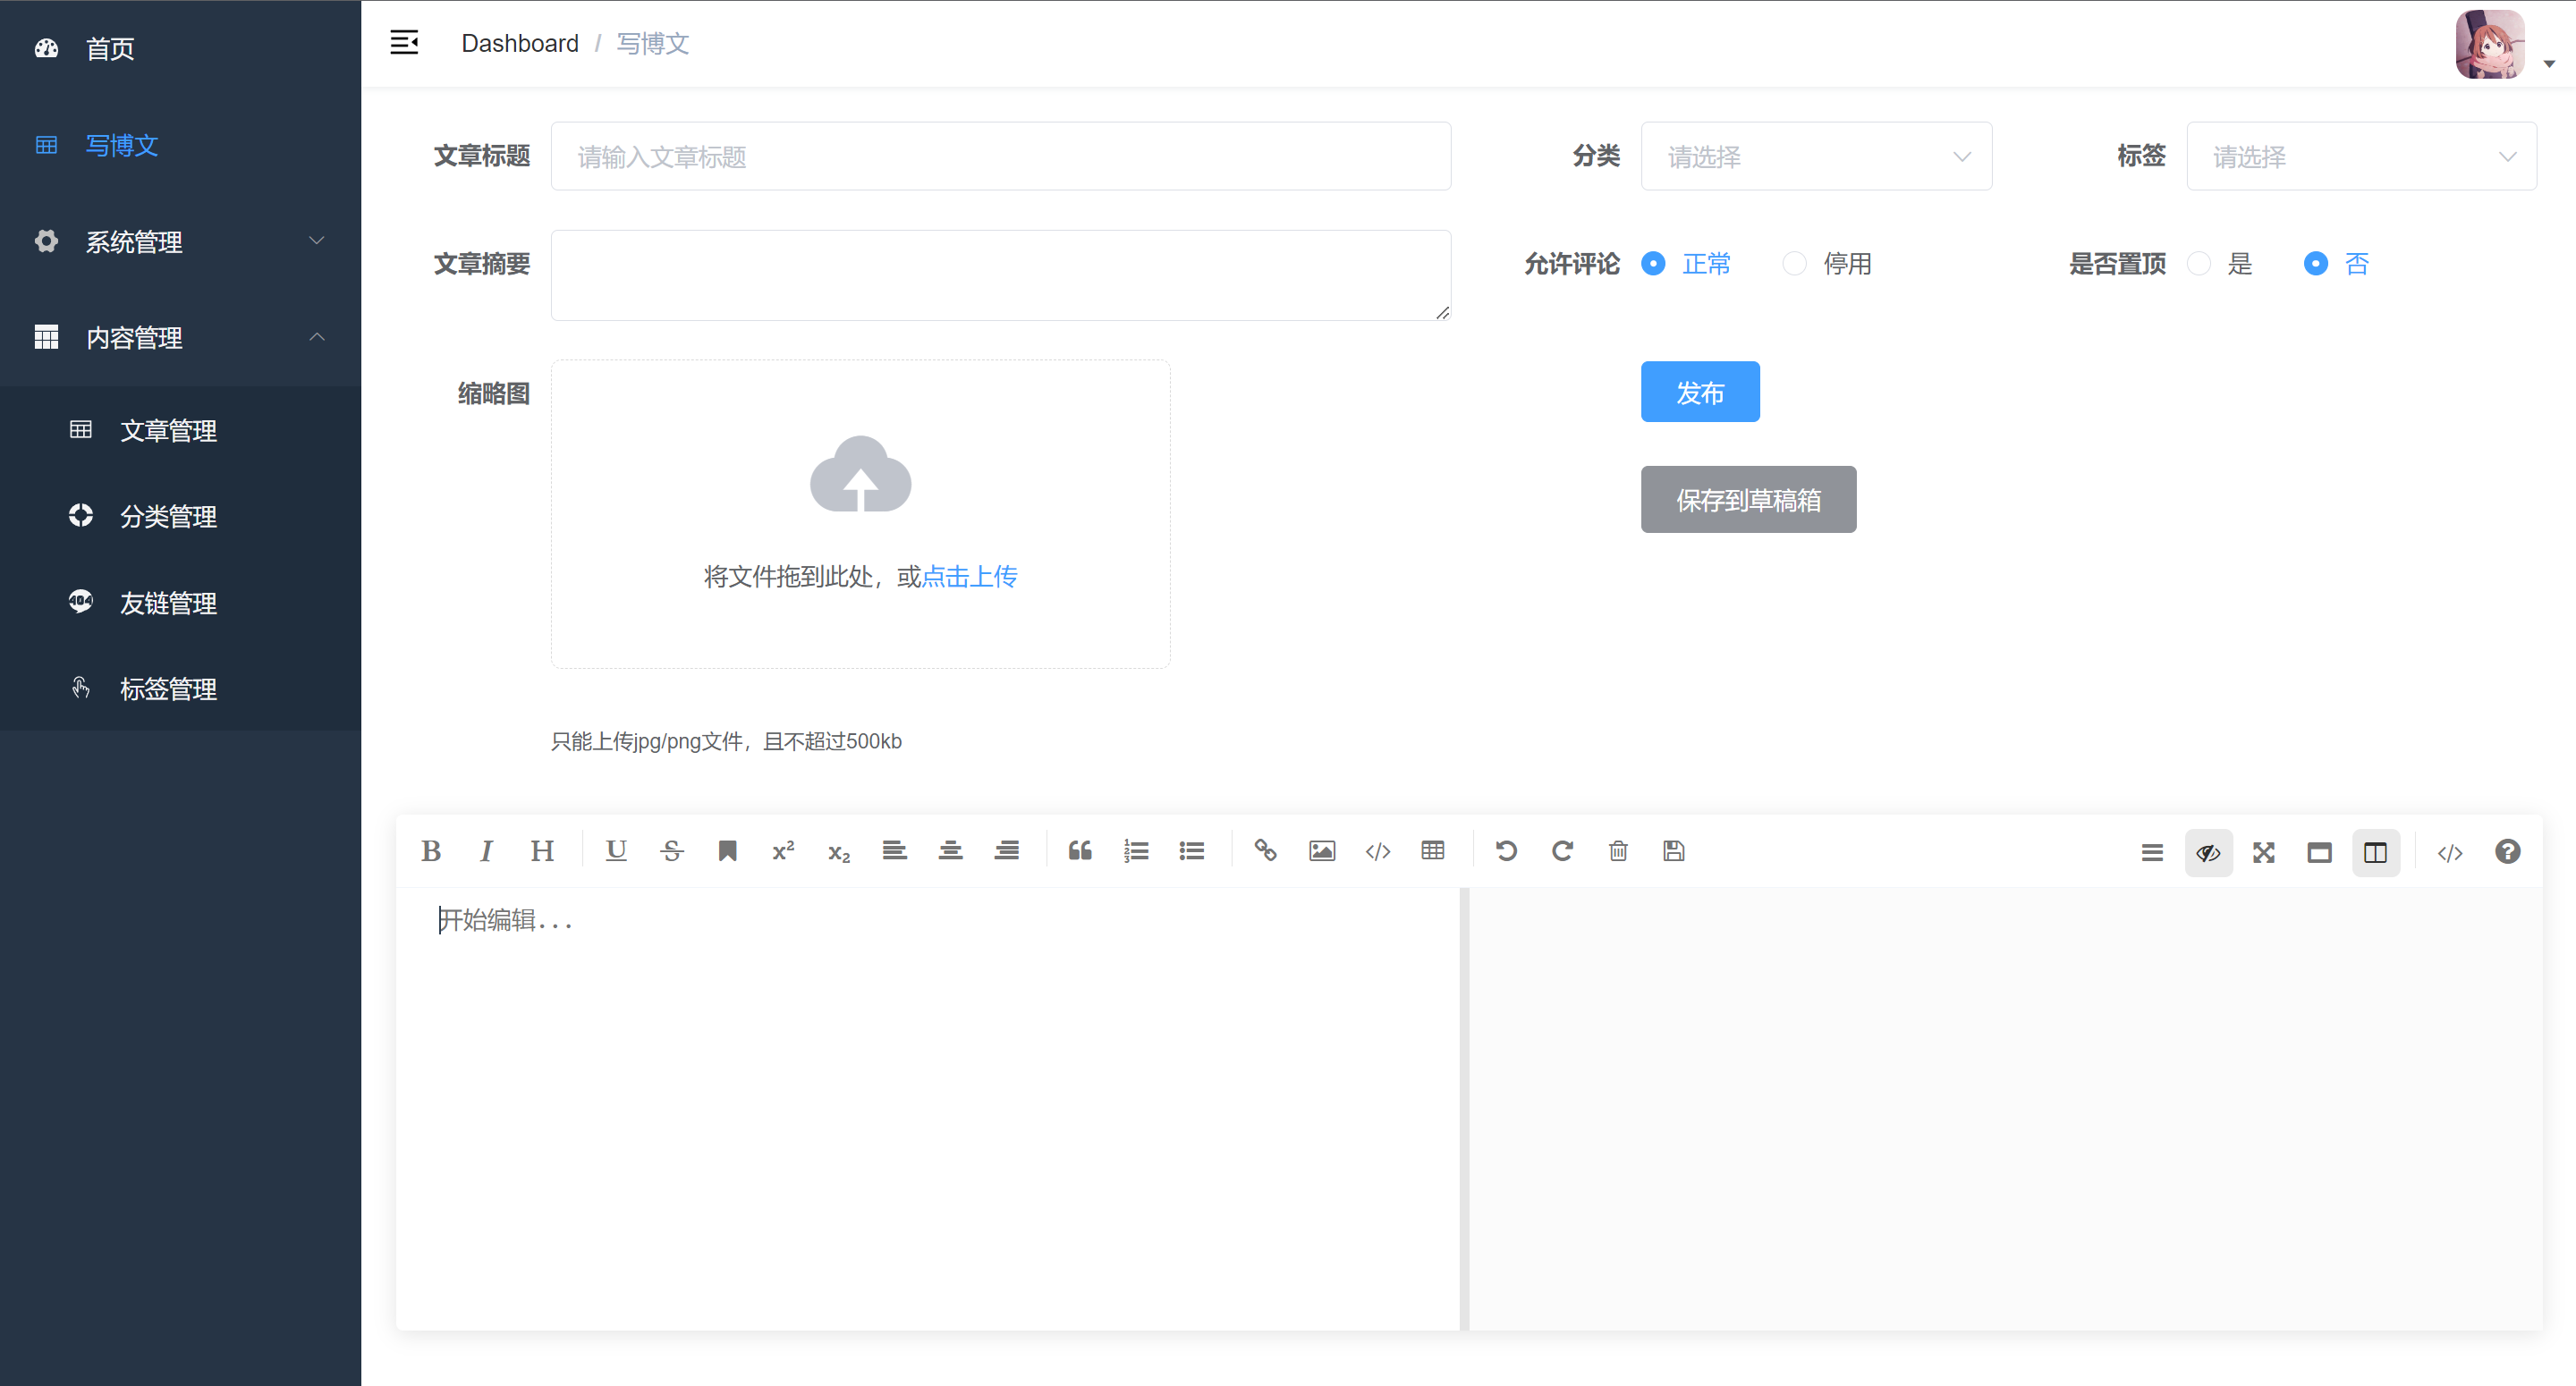 首页
写博文
系统管理
内容管理
文章管理
分类管理
友链管理
标签管理
Dashboard / 写博文
文章标题 请输入文章标题 分类 请选择 标签 请选择
文章摘要 允许评论 正常 停用 是否置顶 是 否
缩略图 发布
保存到草稿箱
将文件拖到此处，或点击上传
只能上传jpg/png文件，且不超过500kb
开始编辑...